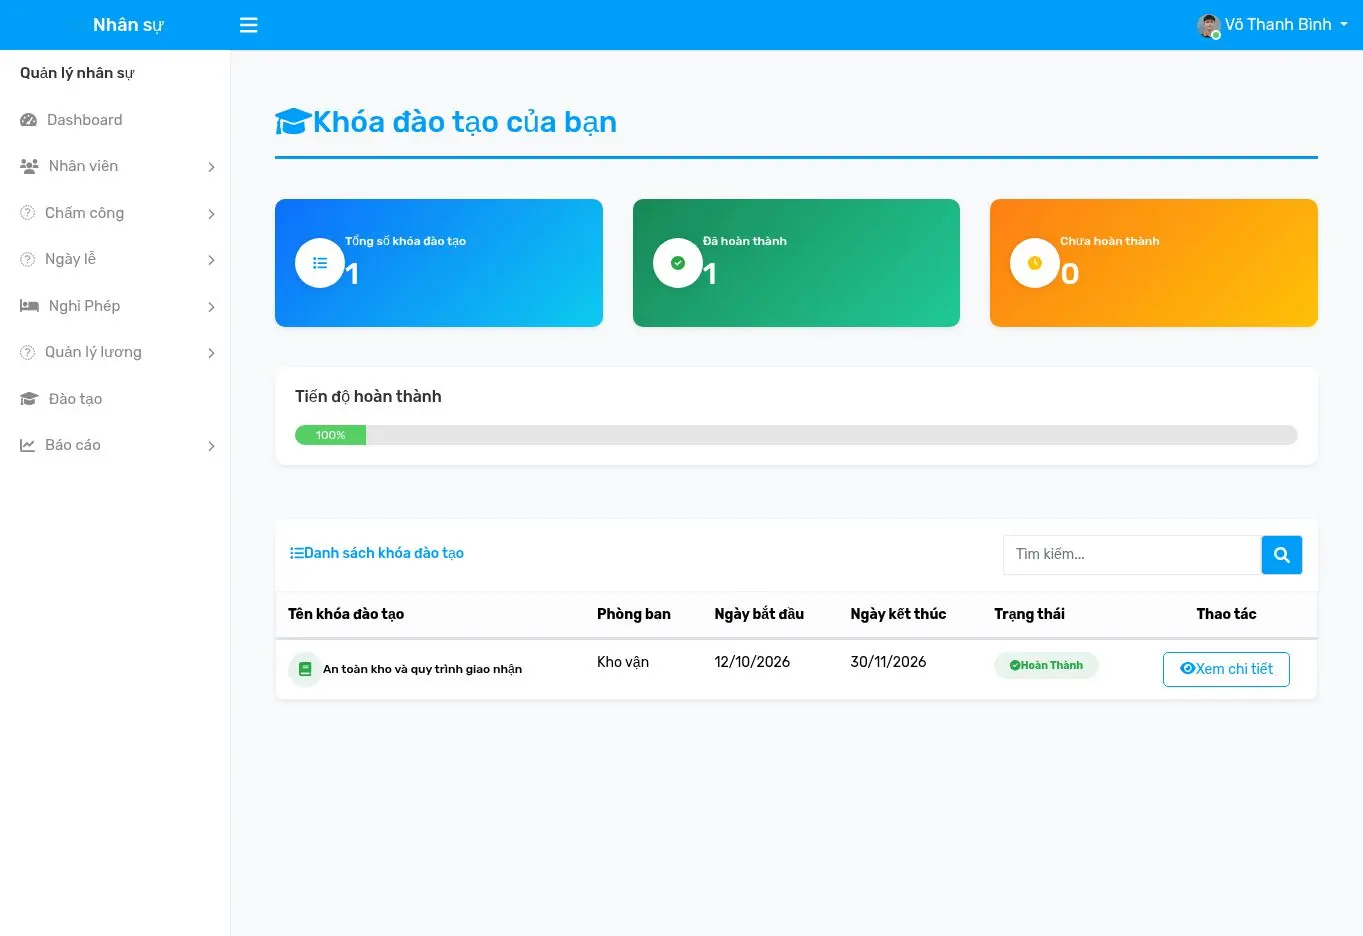 Nhân sự
Võ Thanh Bình
Quản lý nhân sự
Dashboard
Nhân viên
Chấm công
Ngày lễ
Nghỉ Phép
Quản lý lương
Đào tạo
Báo cáo
Khóa đào tạo của bạn
Tổng số khóa đào tạo
1
Đã hoàn thành
1
Chưa hoàn thành
0
Tiến độ hoàn thành
100%
Danh sách khóa đào tạo
Tìm kiếm...
Tên khóa đào tạo Phòng ban Ngày bắt đầu Ngày kết thúc Trạng thái Thao tác
An toàn kho và quy trình giao nhận Kho vận 12/10/2026 30/11/2026 Hoàn Thành Xem chi tiết